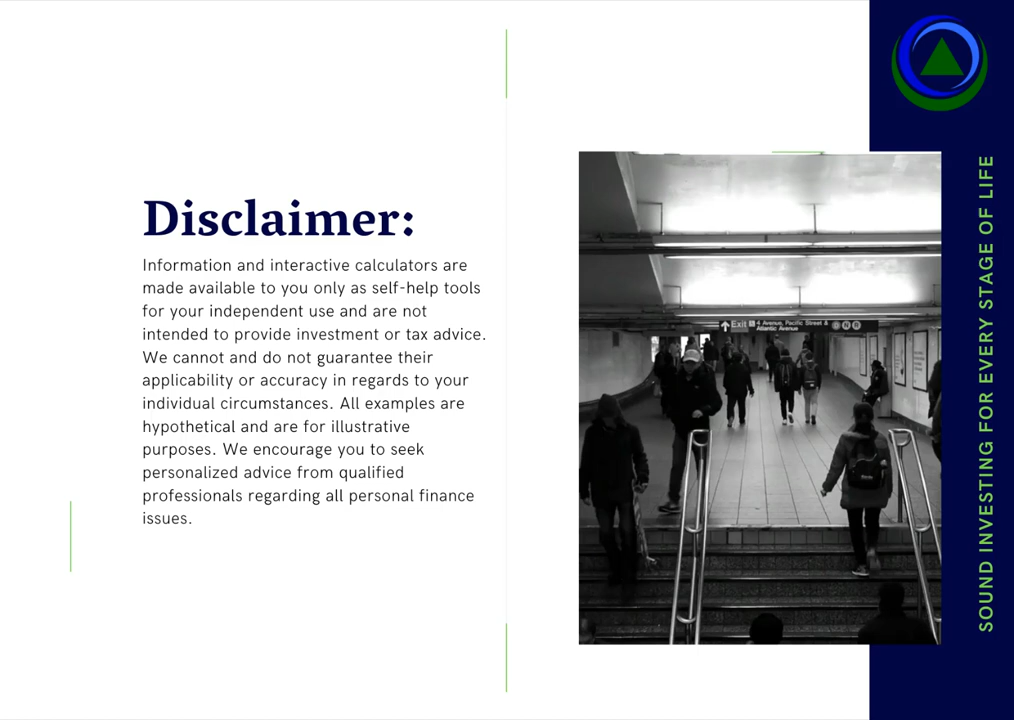 Disclaimer:
Information and interactive calculators are
made available to you only as self-help tools
for your independent use and are not
intended to provide investment or tax advice.
We cannot and do not guarantee their
applicability or accuracy in regards to your
individual circumstances. All examples are
hypothetical and are for illustrative
purposes. We encourage you to seek
personalized advice from qualified
professionals regarding all personal finance
issues.
Exit
4 Avenue, Pacific Street &
Atlantic Avenue
D N R
SOUND INVESTING FOR EVERY STAGE OF LIFE